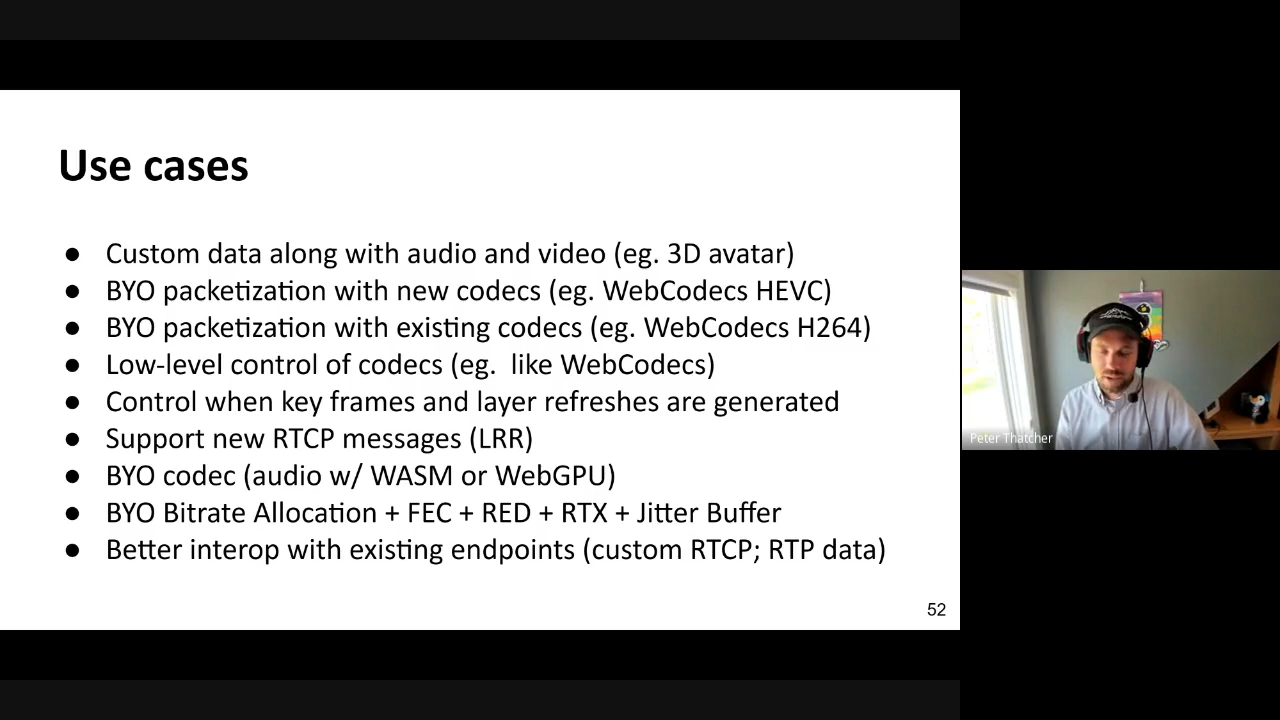 Use cases
● Custom data along with audio and video (eg. 3D avatar)
● BYO packetization with new codecs (eg. WebCodecs HEVC)
● BYO packetization with existing codecs (eg. WebCodecs H264)
● Low-level control of codecs (eg.  like WebCodecs)
● Control when key frames and layer refreshes are generated
● Support new RTCP messages (LRR)
● BYO codec (audio w/ WASM or WebGPU)
● BYO Bitrate Allocation + FEC + RED + RTX + Jitter Buffer
● Better interop with existing endpoints (custom RTCP; RTP data)
52
Peter Thatcher